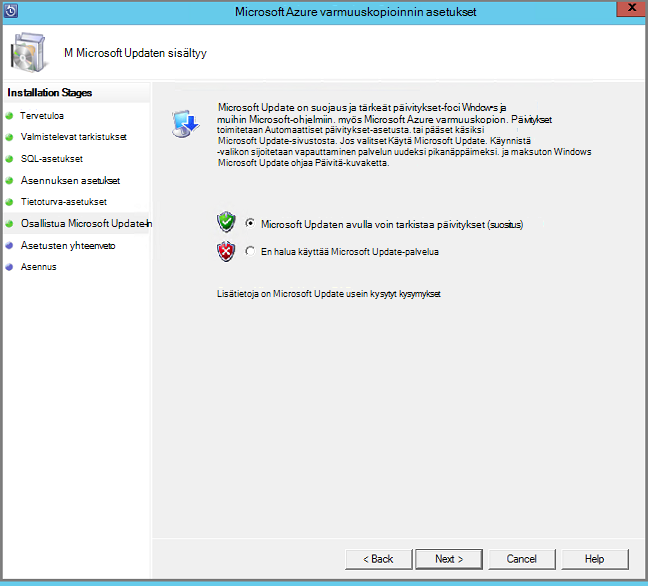 Microsoft Azure varmuuskopioinnin asetukset
X
M Microsoft Updaten sisältyy
Installation Stages
Tervetuloa
Valmistelevat tarkistukset
SQL-asetukset
Asennuksen asetukset
Tietoturva-asetukset
Osallistua Microsoft Update-In
Asetusten yhteenveto
Asennus
Microsoft Update on suojaus ja tärkeät päivitykset-foci Windows ja
muihin Microsoft-ohjelmiin. myös Microsoft Azure varmuuskopion. Päivitykset
toimitetaan Automaattiset päivitykset-asetusta. tai pääset käsiksi
Microsoft Update-sivustosta. Jos valitset Käytä Microsoft Update. Käynnistä
-valikon sijoitetaan vapauttaminen palvelun uudeksi pikanäppäimeksi. ja maksuton Windows
Microsoft Update ohjaa Päivitä-kuvaketta.
Microsoft Updaten avulla voin tarkistaa päivitykset (suositus)
En halua käyttää Microsoft Update-palvelua
Lisätietoja on Microsoft Update usein kysytyt kysymykset
< Back
Next >
Cancel
Help